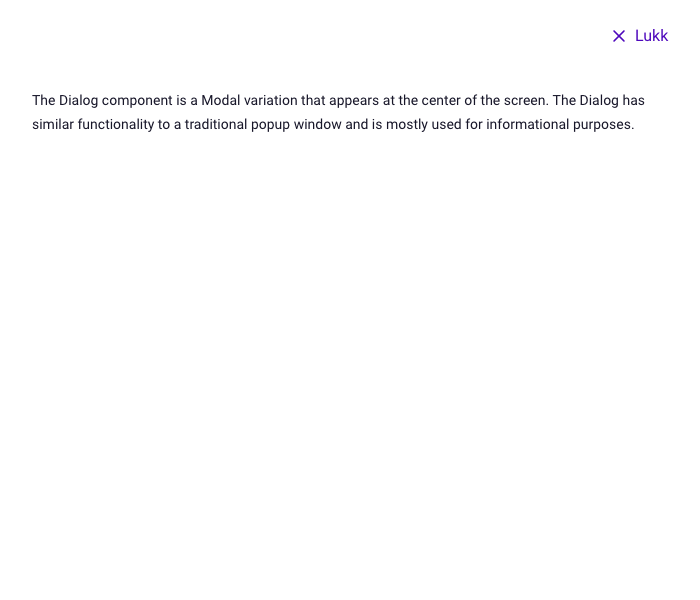 Lukk
The Dialog component is a Modal variation that appears at the center of the screen. The Dialog has
similar functionality to a traditional popup window and is mostly used for informational purposes.